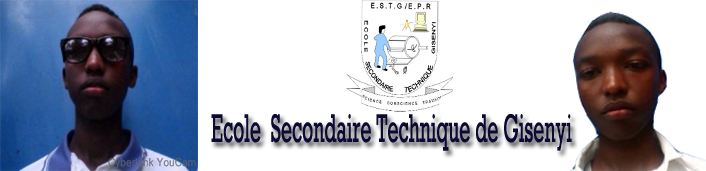 E.S.T.G/E.P.R
ECOLE SECONDAIRE TECHNIQUE GISENYI
SCIENCE CONSCIENCE TRAVAIL
Ecole Secondaire Technique de Gisenyi
Cyberlink YouCam